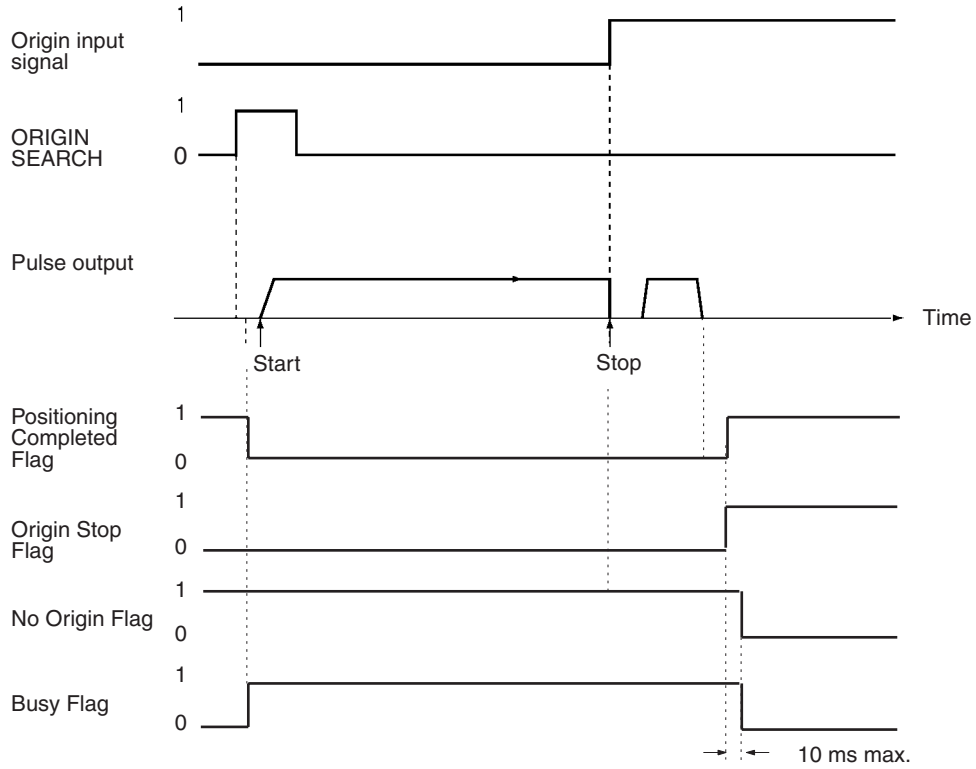 1
Origin input
signal
1
ORIGIN
SEARCH
0
Pulse output
Time
Start
Stop
Positioning
Completed
Flag
1
0
1
Origin Stop
Flag
0
1
No Origin Flag
0
1
Busy Flag
0
10 ms max.